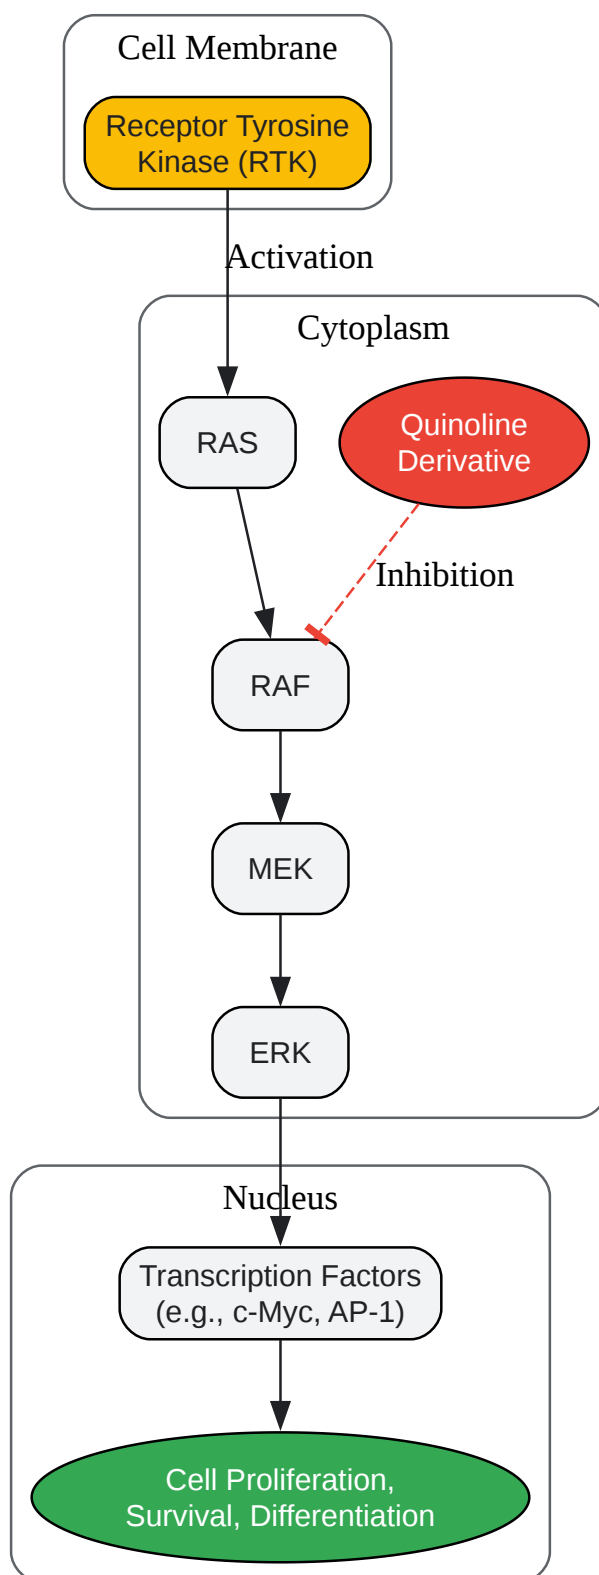 Cell Membrane
Receptor Tyrosine
Kinase (RTK)
Activation
Cytoplasm
RAS
Quinoline
Derivative
Inhibition
RAF
MEK
ERK
Nucleus
Transcription Factors
(e.g., c-Myc, AP-1)
Cell Proliferation,
Survival, Differentiation